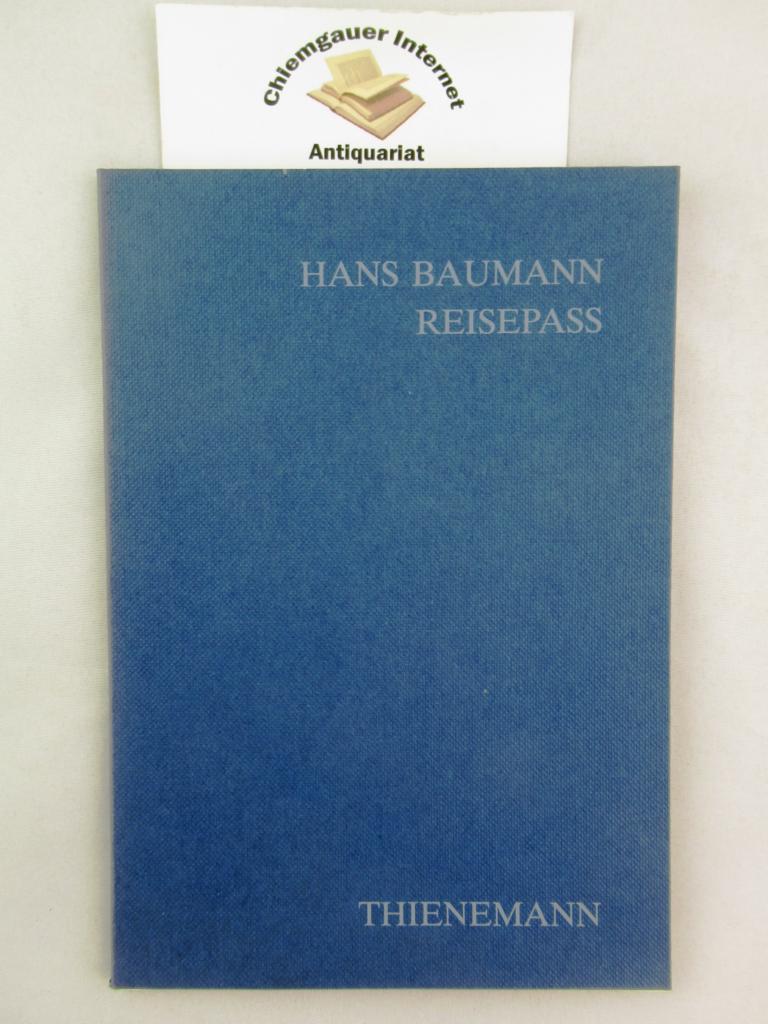 Chiemgauer Internet
Antiquariat
HANS BAUMANN
REISEPASS
THIENEMANN